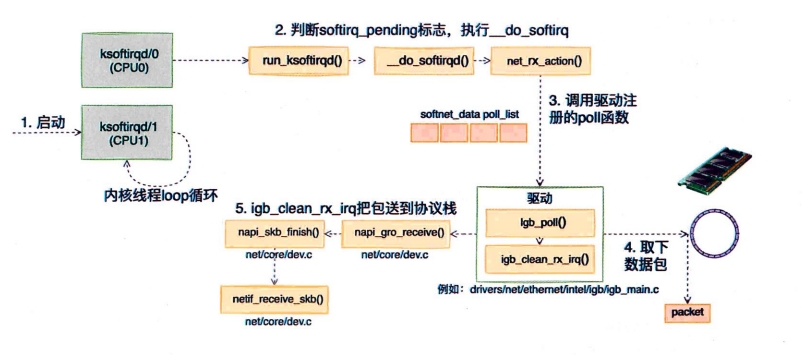 2. 判断softirq_pending标志，执行__do_softirq
ksoftirqd/0
(CPU0)
run_ksoftirqd()
__do_softirqd()
net_rx_action()
1. 启动
ksoftirqd/1
(CPU1)
内核线程loop循环
softnet_data poll_list
3. 调用驱动注
册的poll函数
5. igb_clean_rx_irq把包送到协议栈
驱动
napi_skb_finish()
napi_gro_receive()
Igb_poll()
net/core/dev.c
net/core/dev.c
igb_clean_rx_irq()
4. 取下
数据包
例如：drivers/net/ethernet/intel/igb/igb_main.c
netif_receive_skb()
net/core/dev.c
packet